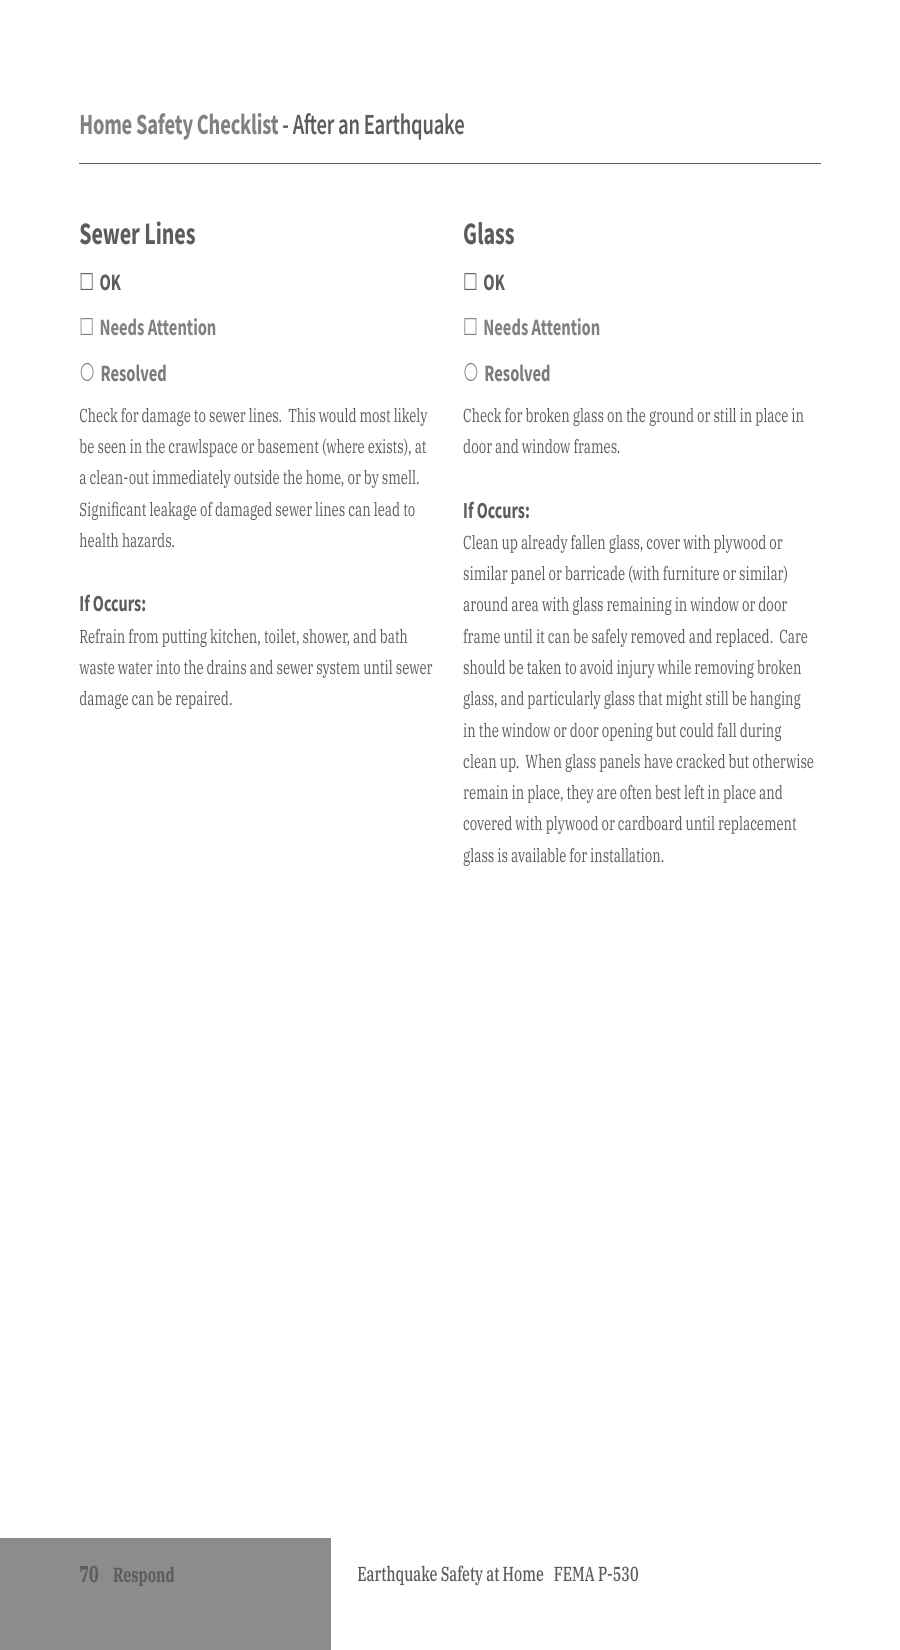 Home Safety Checklist - After an Earthquake
Sewer Lines
☐ OK
☐ Needs Attention
○ Resolved
Check for damage to sewer lines.  This would most likely
be seen in the crawlspace or basement (where exists), at
a clean-out immediately outside the home, or by smell.
Significant leakage of damaged sewer lines can lead to
health hazards.
If Occurs:
Refrain from putting kitchen, toilet, shower, and bath
waste water into the drains and sewer system until sewer
damage can be repaired.
Glass
☐ OK
☐ Needs Attention
○ Resolved
Check for broken glass on the ground or still in place in
door and window frames.
If Occurs:
Clean up already fallen glass, cover with plywood or
similar panel or barricade (with furniture or similar)
around area with glass remaining in window or door
frame until it can be safely removed and replaced.  Care
should be taken to avoid injury while removing broken
glass, and particularly glass that might still be hanging
in the window or door opening but could fall during
clean up.  When glass panels have cracked but otherwise
remain in place, they are often best left in place and
covered with plywood or cardboard until replacement
glass is available for installation.
70 Respond
Earthquake Safety at Home FEMA P-530